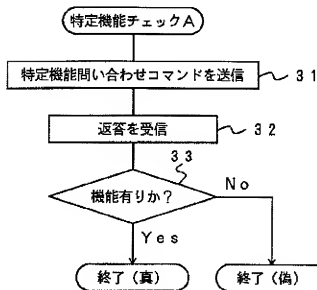 特定機能チェックA
特定機能問い合わせコマンドを送信 31
返答を受信 32
33
機能有りか?
No
Yes
終了(真) 終了(偽)